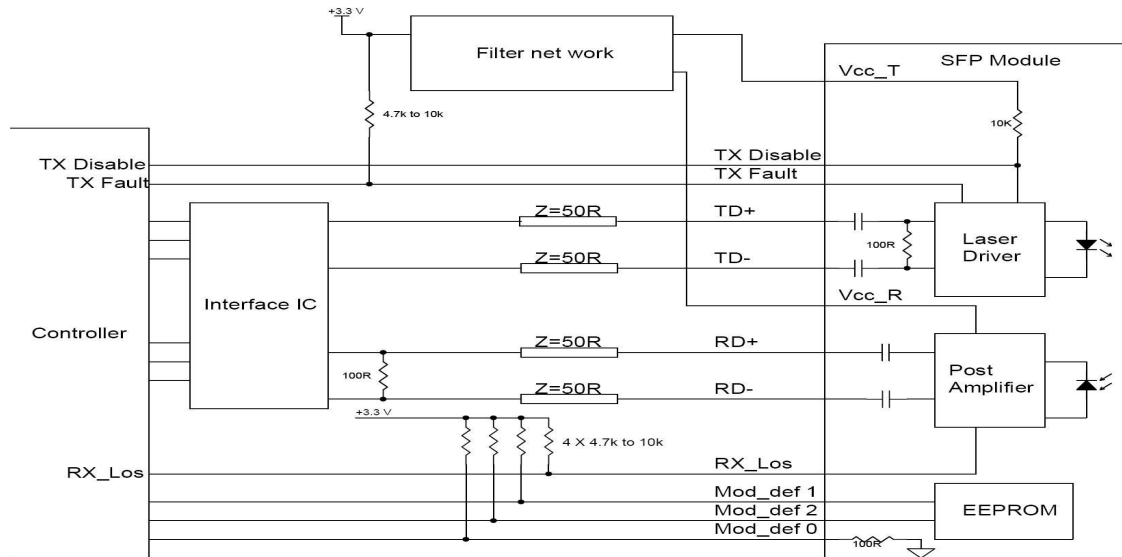 +3.3 V
Filter net work
SFP Module
Vcc_T
4.7k to 10k
10K
TX Disable
TX Disable
TX Fault
TX Fault
Z=50R
TD+
100R
Laser
Driver
Z=50R
TD-
Interface IC
Vcc_R
Controller
Z=50R
RD+
100R
Post
Amplifier
Z=50R
RD-
+3.3 V
4 X 4.7k to 10k
RX_Los
RX_Los
Mod_def 1
EEPROM
Mod_def 2
Mod_def 0
100R